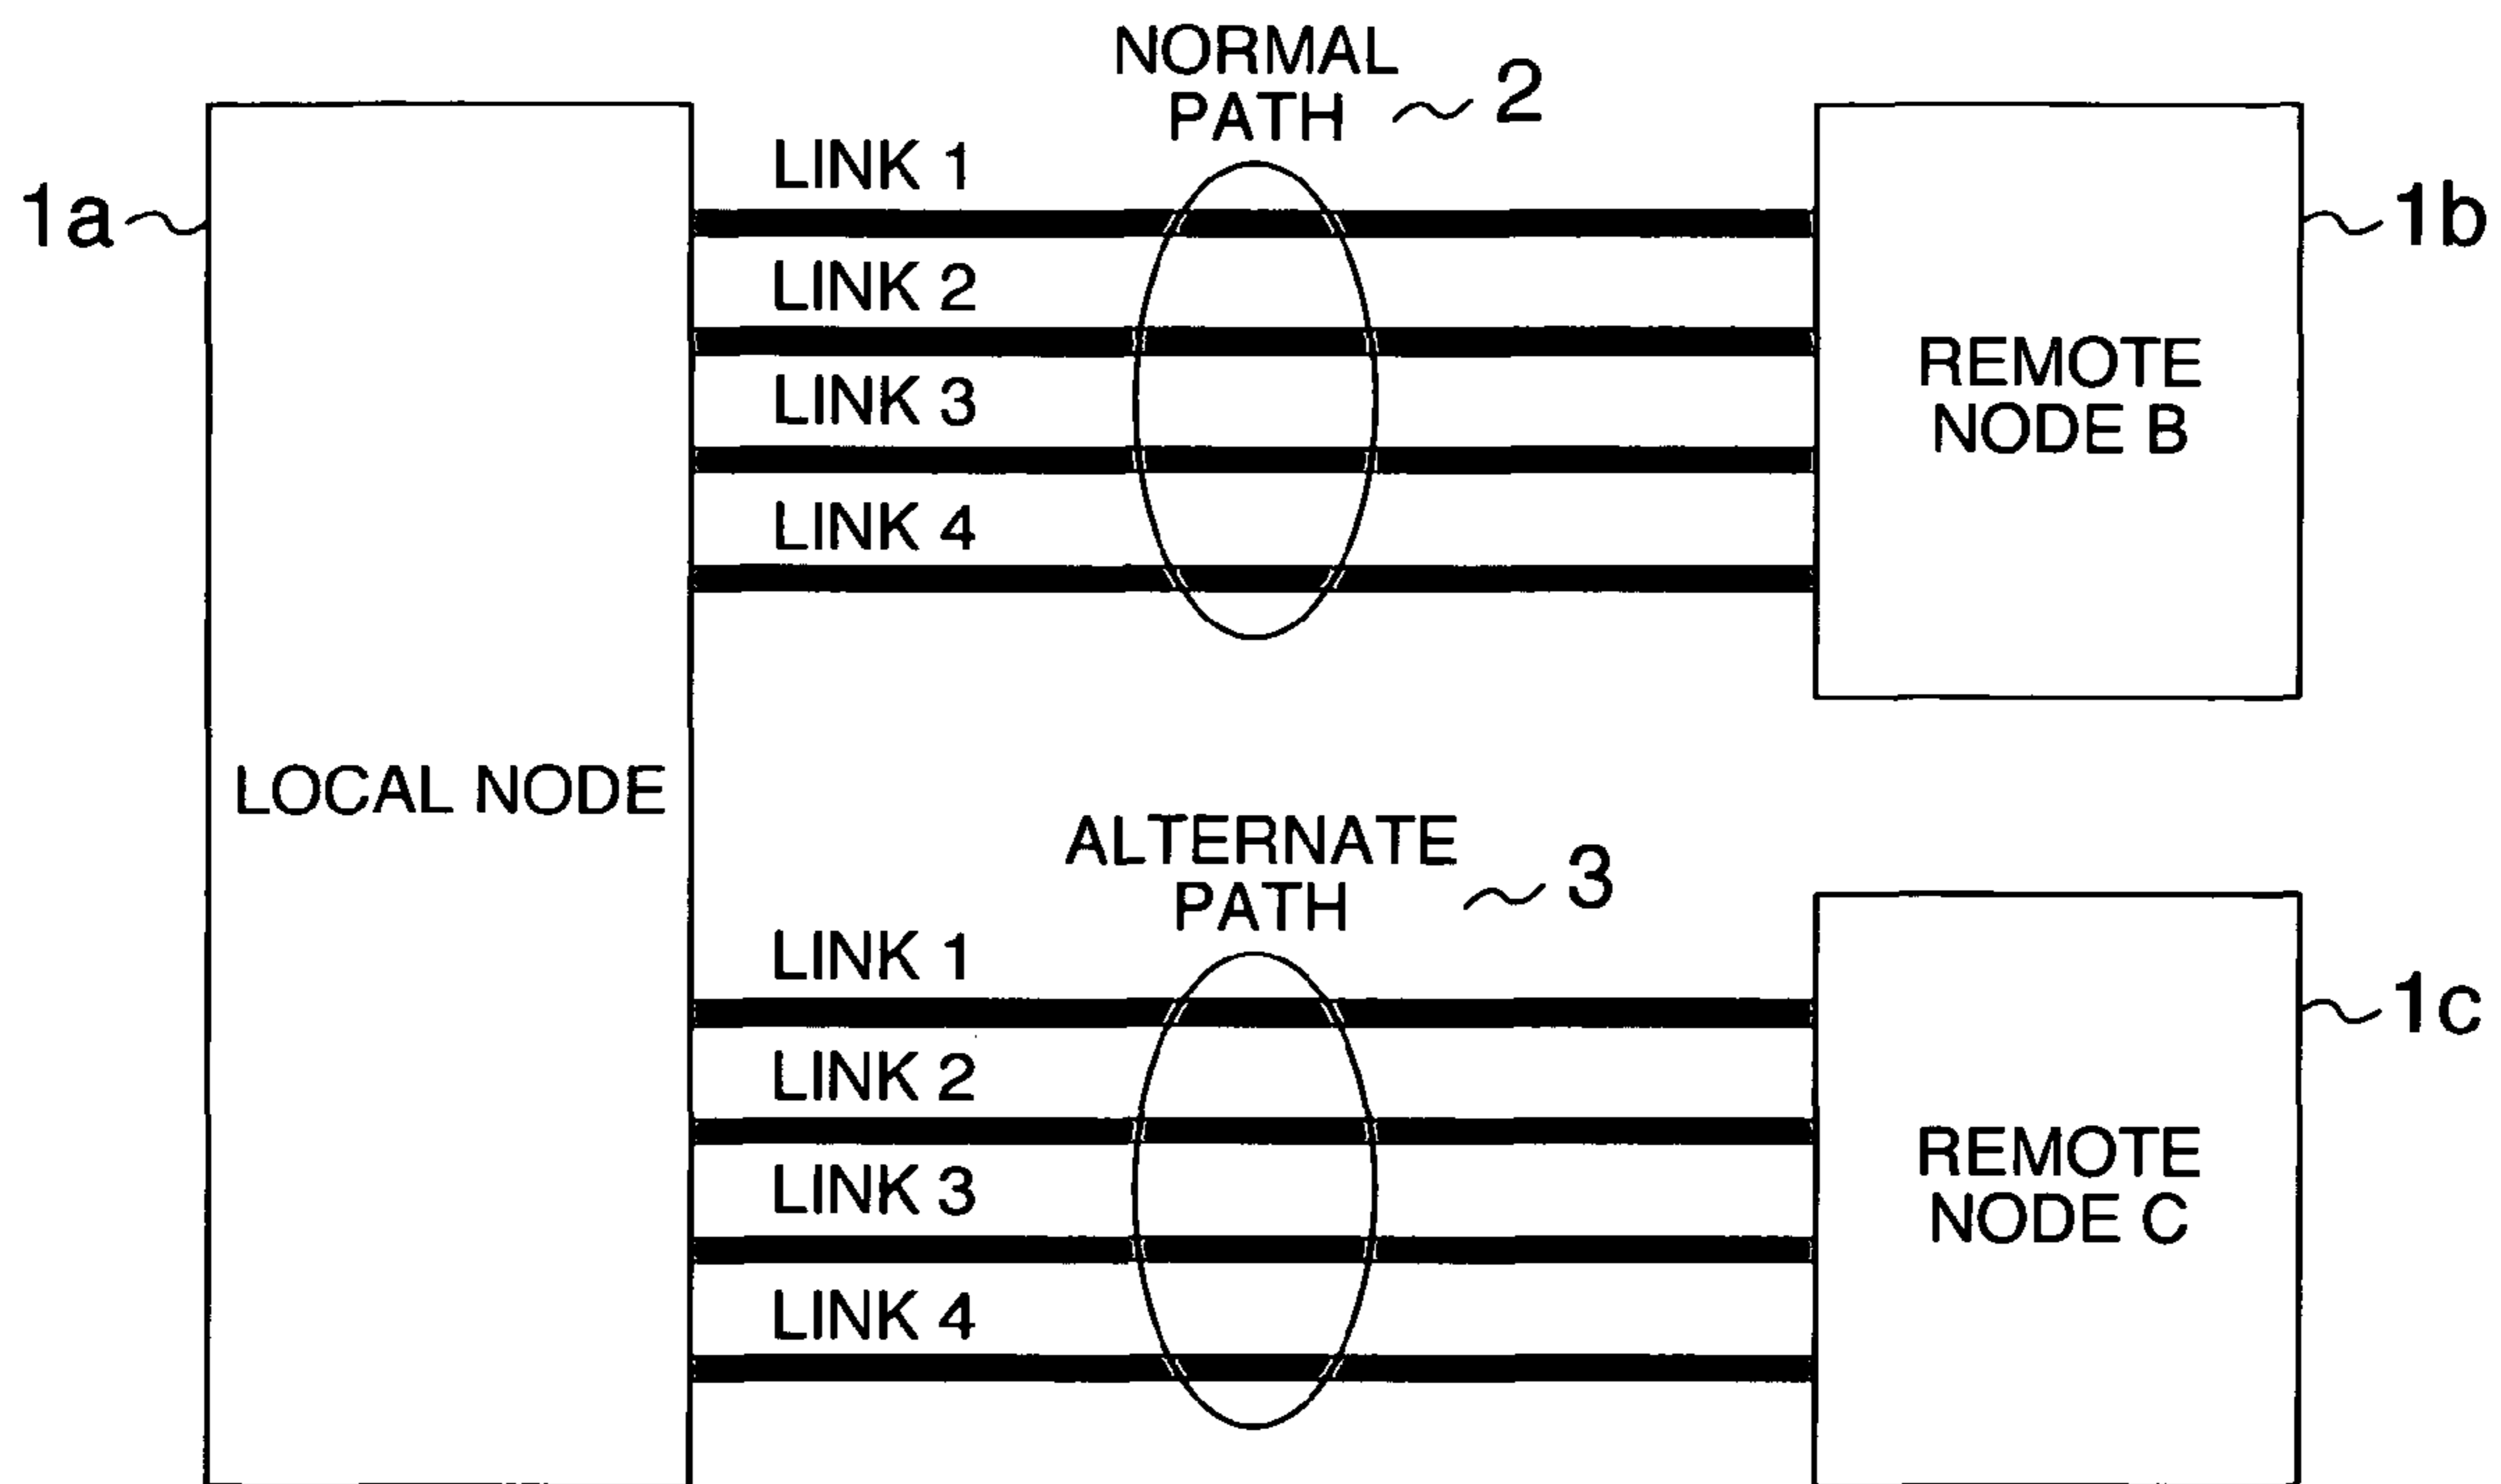 NORMAL
PATH
2
LINK 1
1a
1b
LINK 2
REMOTE
NODE B
LINK 3
LINK 4
LOCAL NODE
ALTERNATE
PATH
3
LINK 1
1c
LINK 2
REMOTE
NODE C
LINK 3
LINK 4